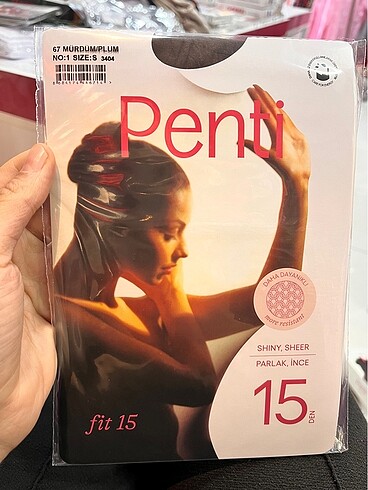 67 MÜRDÜM/PLUM
NO:1 SIZE:S 3404
Penti
DAHA DAYANIKLI
more resistant
SHINY, SHEER
PARLAK, İNCE
15 DEN
fit 15